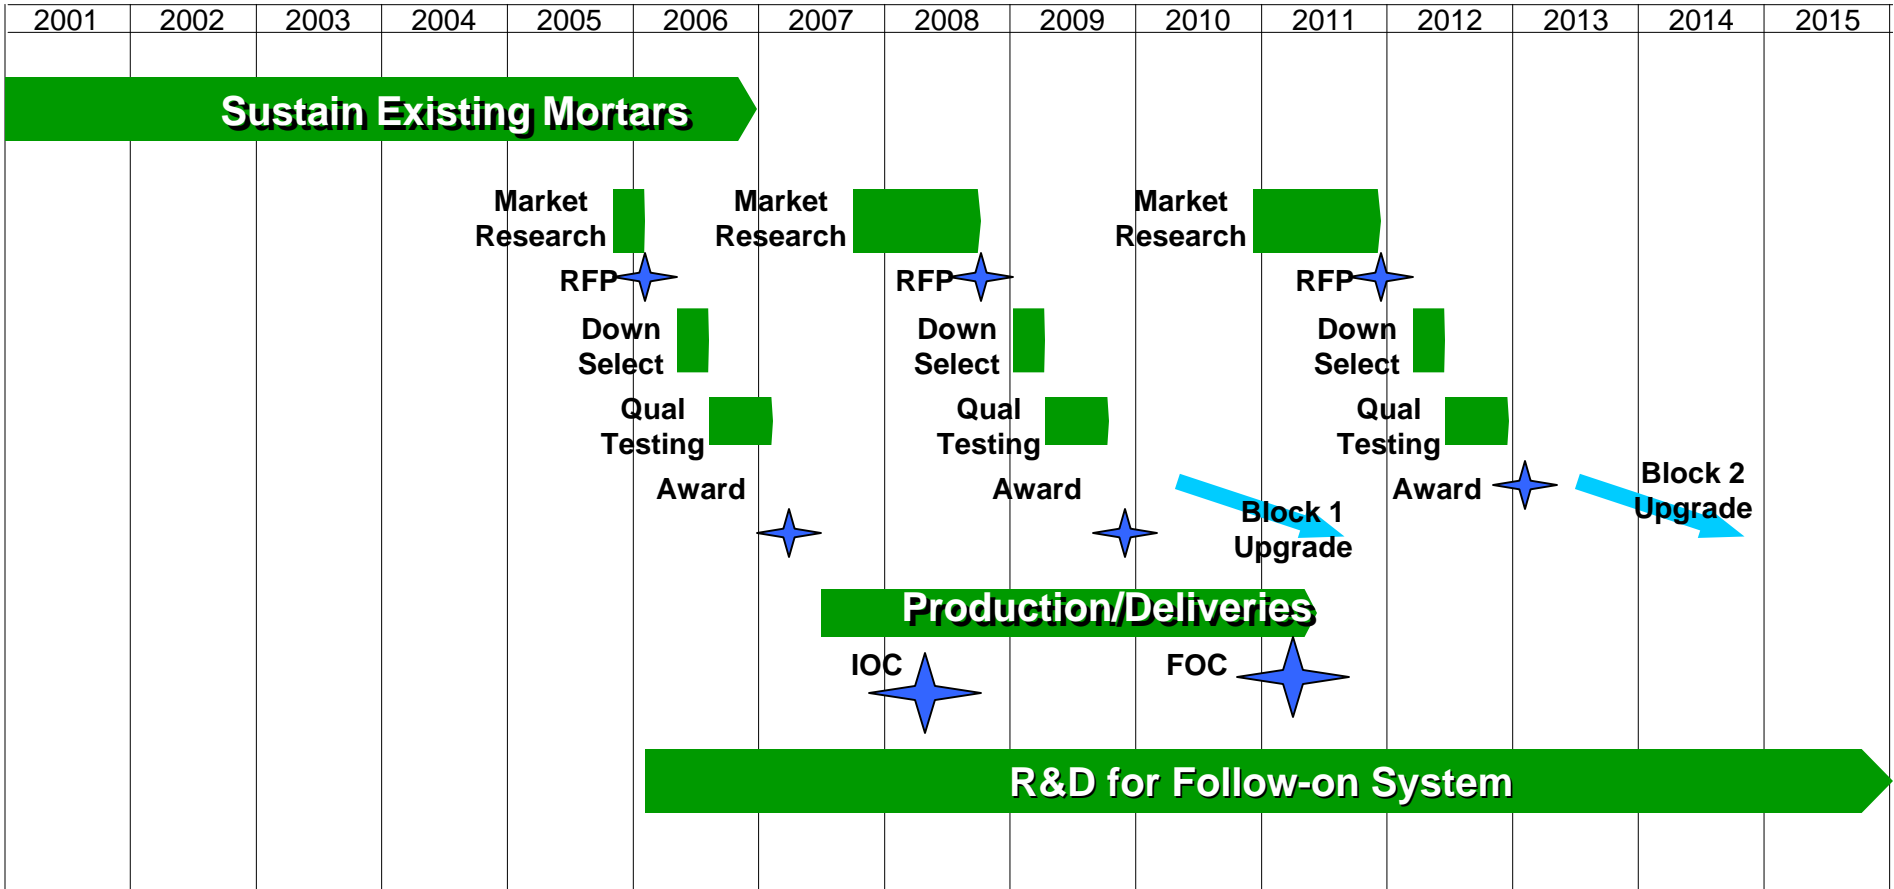 2001 2002 2003 2004 2005 2006 2007 2008 2009 2010 2011 2012 2013 2014 2015
Sustain Existing Mortars
Market
Research
Market
Research
Market
Research
RFP
RFP
RFP
Down
Select
Down
Select
Down
Select
Qual
Testing
Qual
Testing
Qual
Testing
Award
Award
Award
Block 1
Upgrade
Block 2
Upgrade
Production/Deliveries
IOC
FOC
R&D for Follow-on System